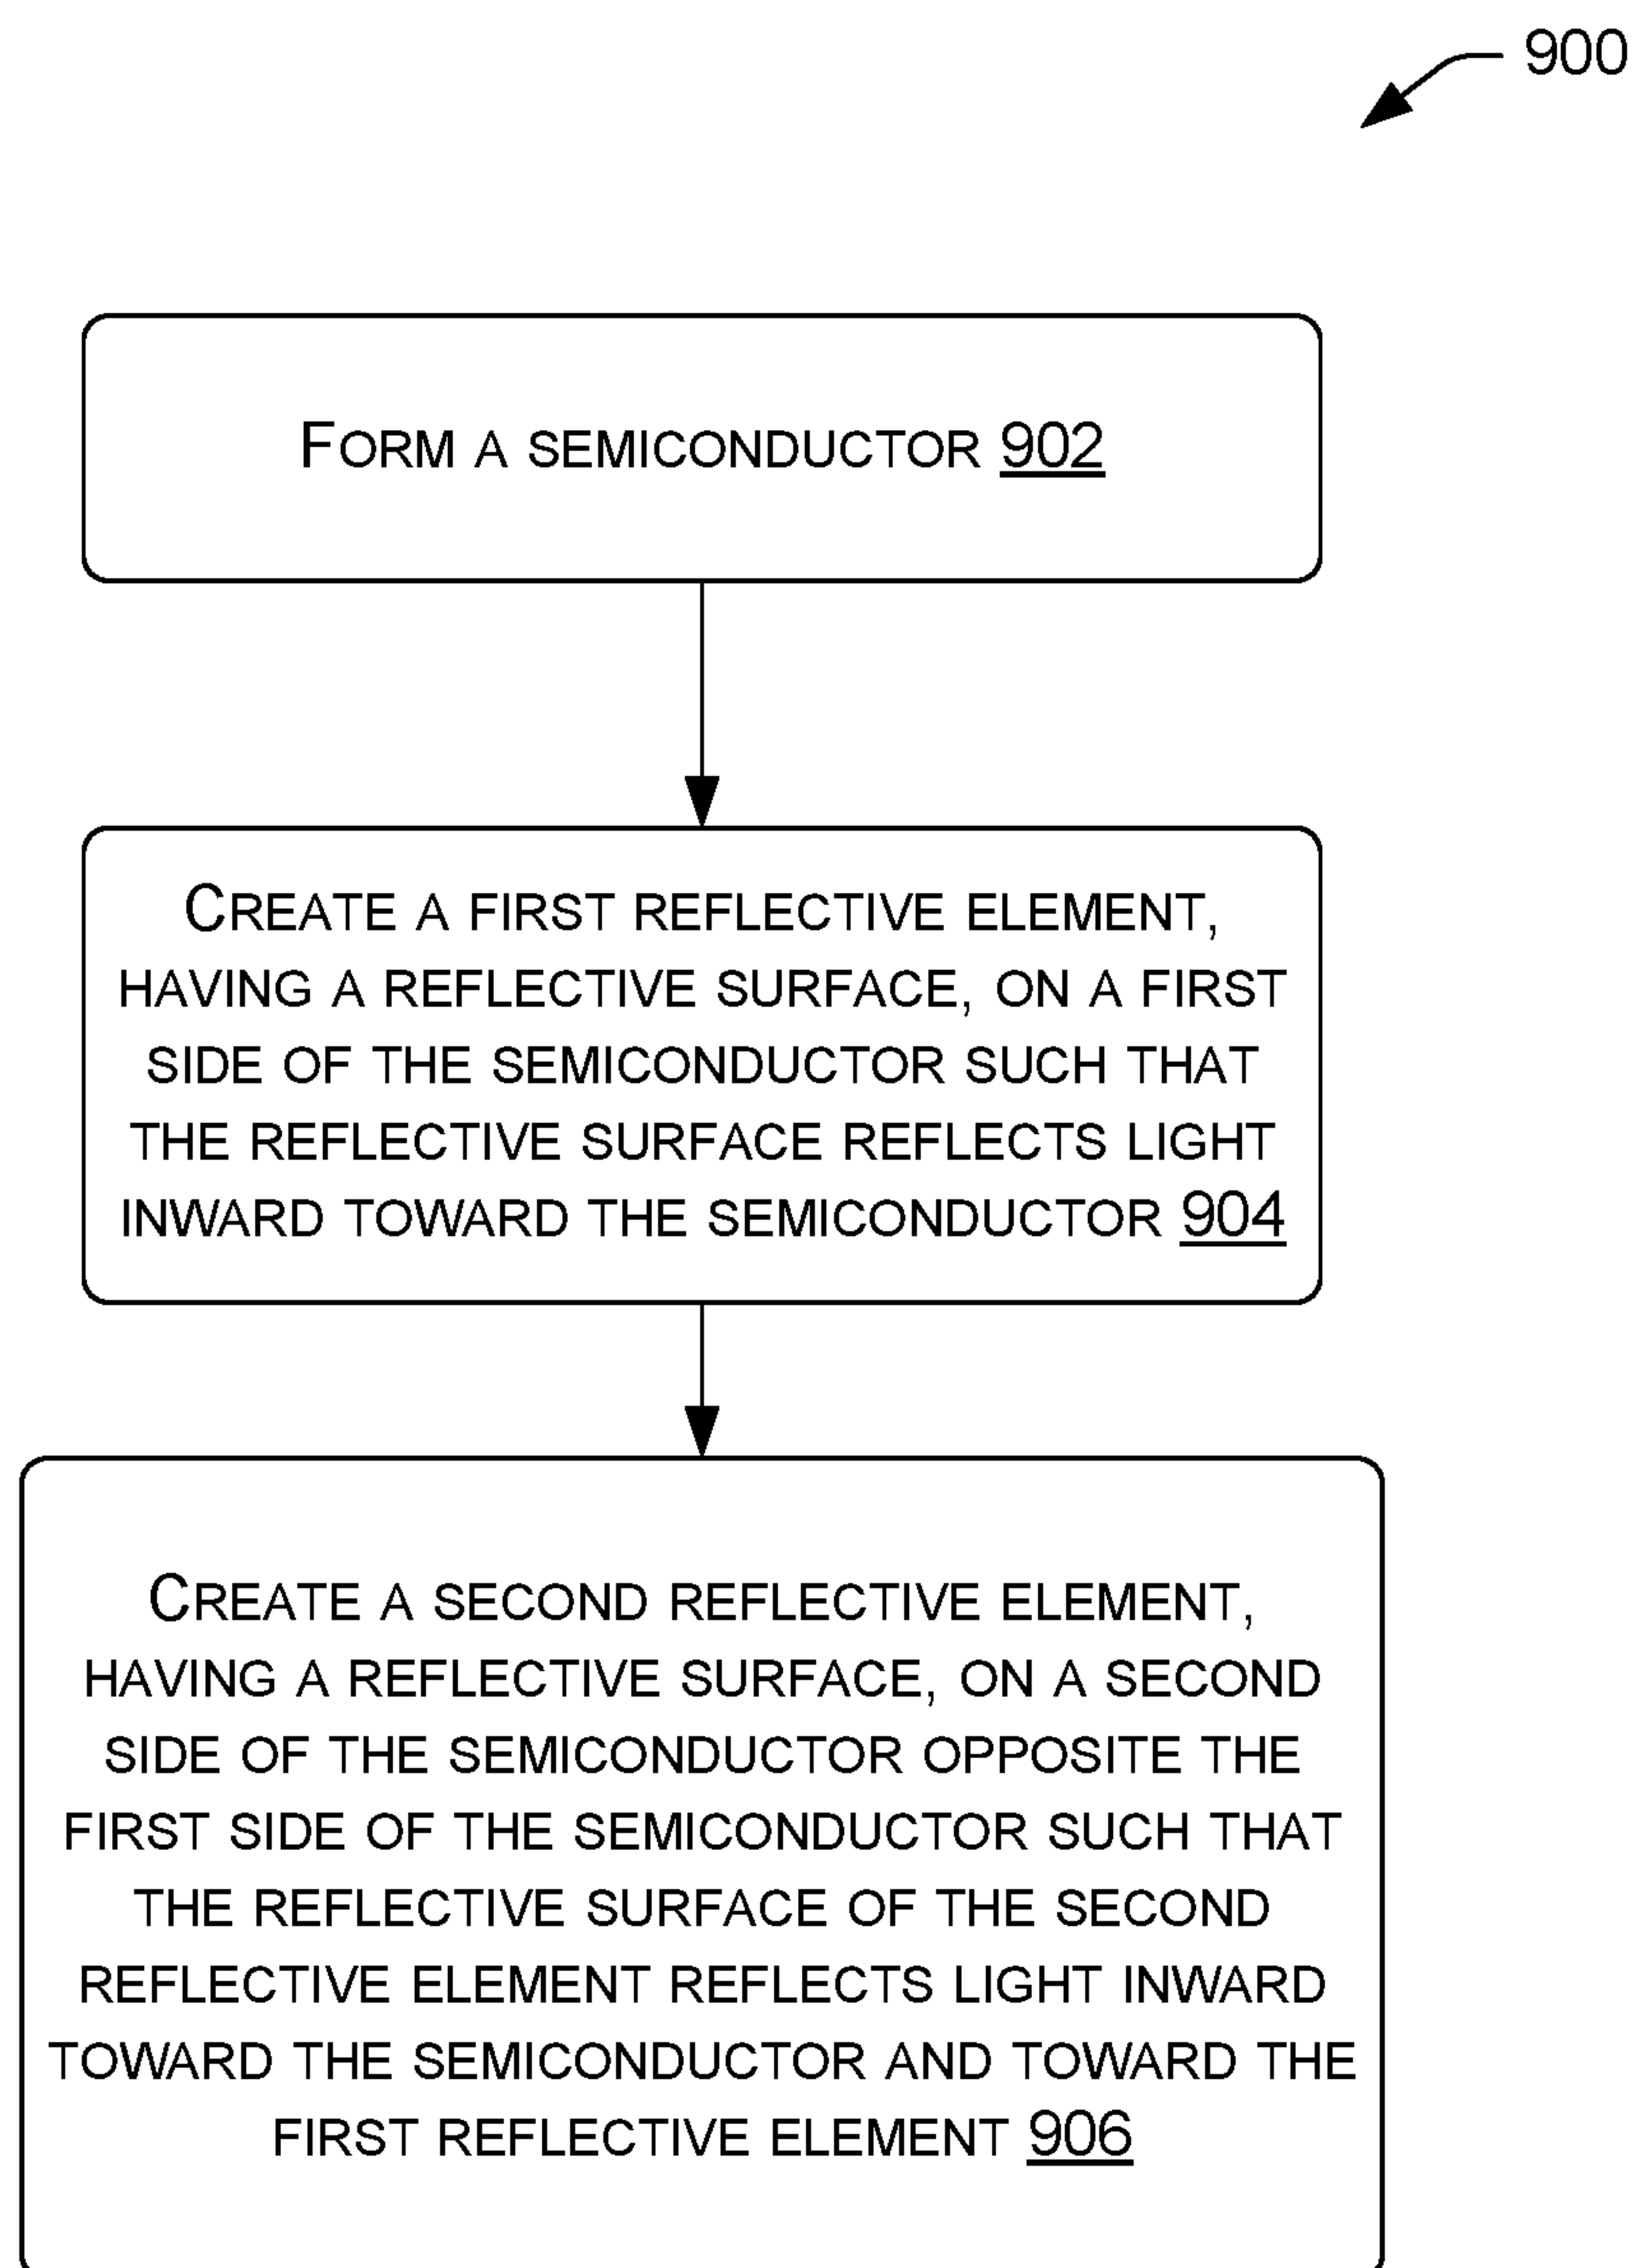 900
FORM A SEMICONDUCTOR 902
CREATE A FIRST REFLECTIVE ELEMENT,
HAVING A REFLECTIVE SURFACE, ON A FIRST
SIDE OF THE SEMICONDUCTOR SUCH THAT
THE REFLECTIVE SURFACE REFLECTS LIGHT
INWARD TOWARD THE SEMICONDUCTOR 904
CREATE A SECOND REFLECTIVE ELEMENT,
HAVING A REFLECTIVE SURFACE, ON A SECOND
SIDE OF THE SEMICONDUCTOR OPPOSITE THE
FIRST SIDE OF THE SEMICONDUCTOR SUCH THAT
THE REFLECTIVE SURFACE OF THE SECOND
REFLECTIVE ELEMENT REFLECTS LIGHT INWARD
TOWARD THE SEMICONDUCTOR AND TOWARD THE
FIRST REFLECTIVE ELEMENT 906